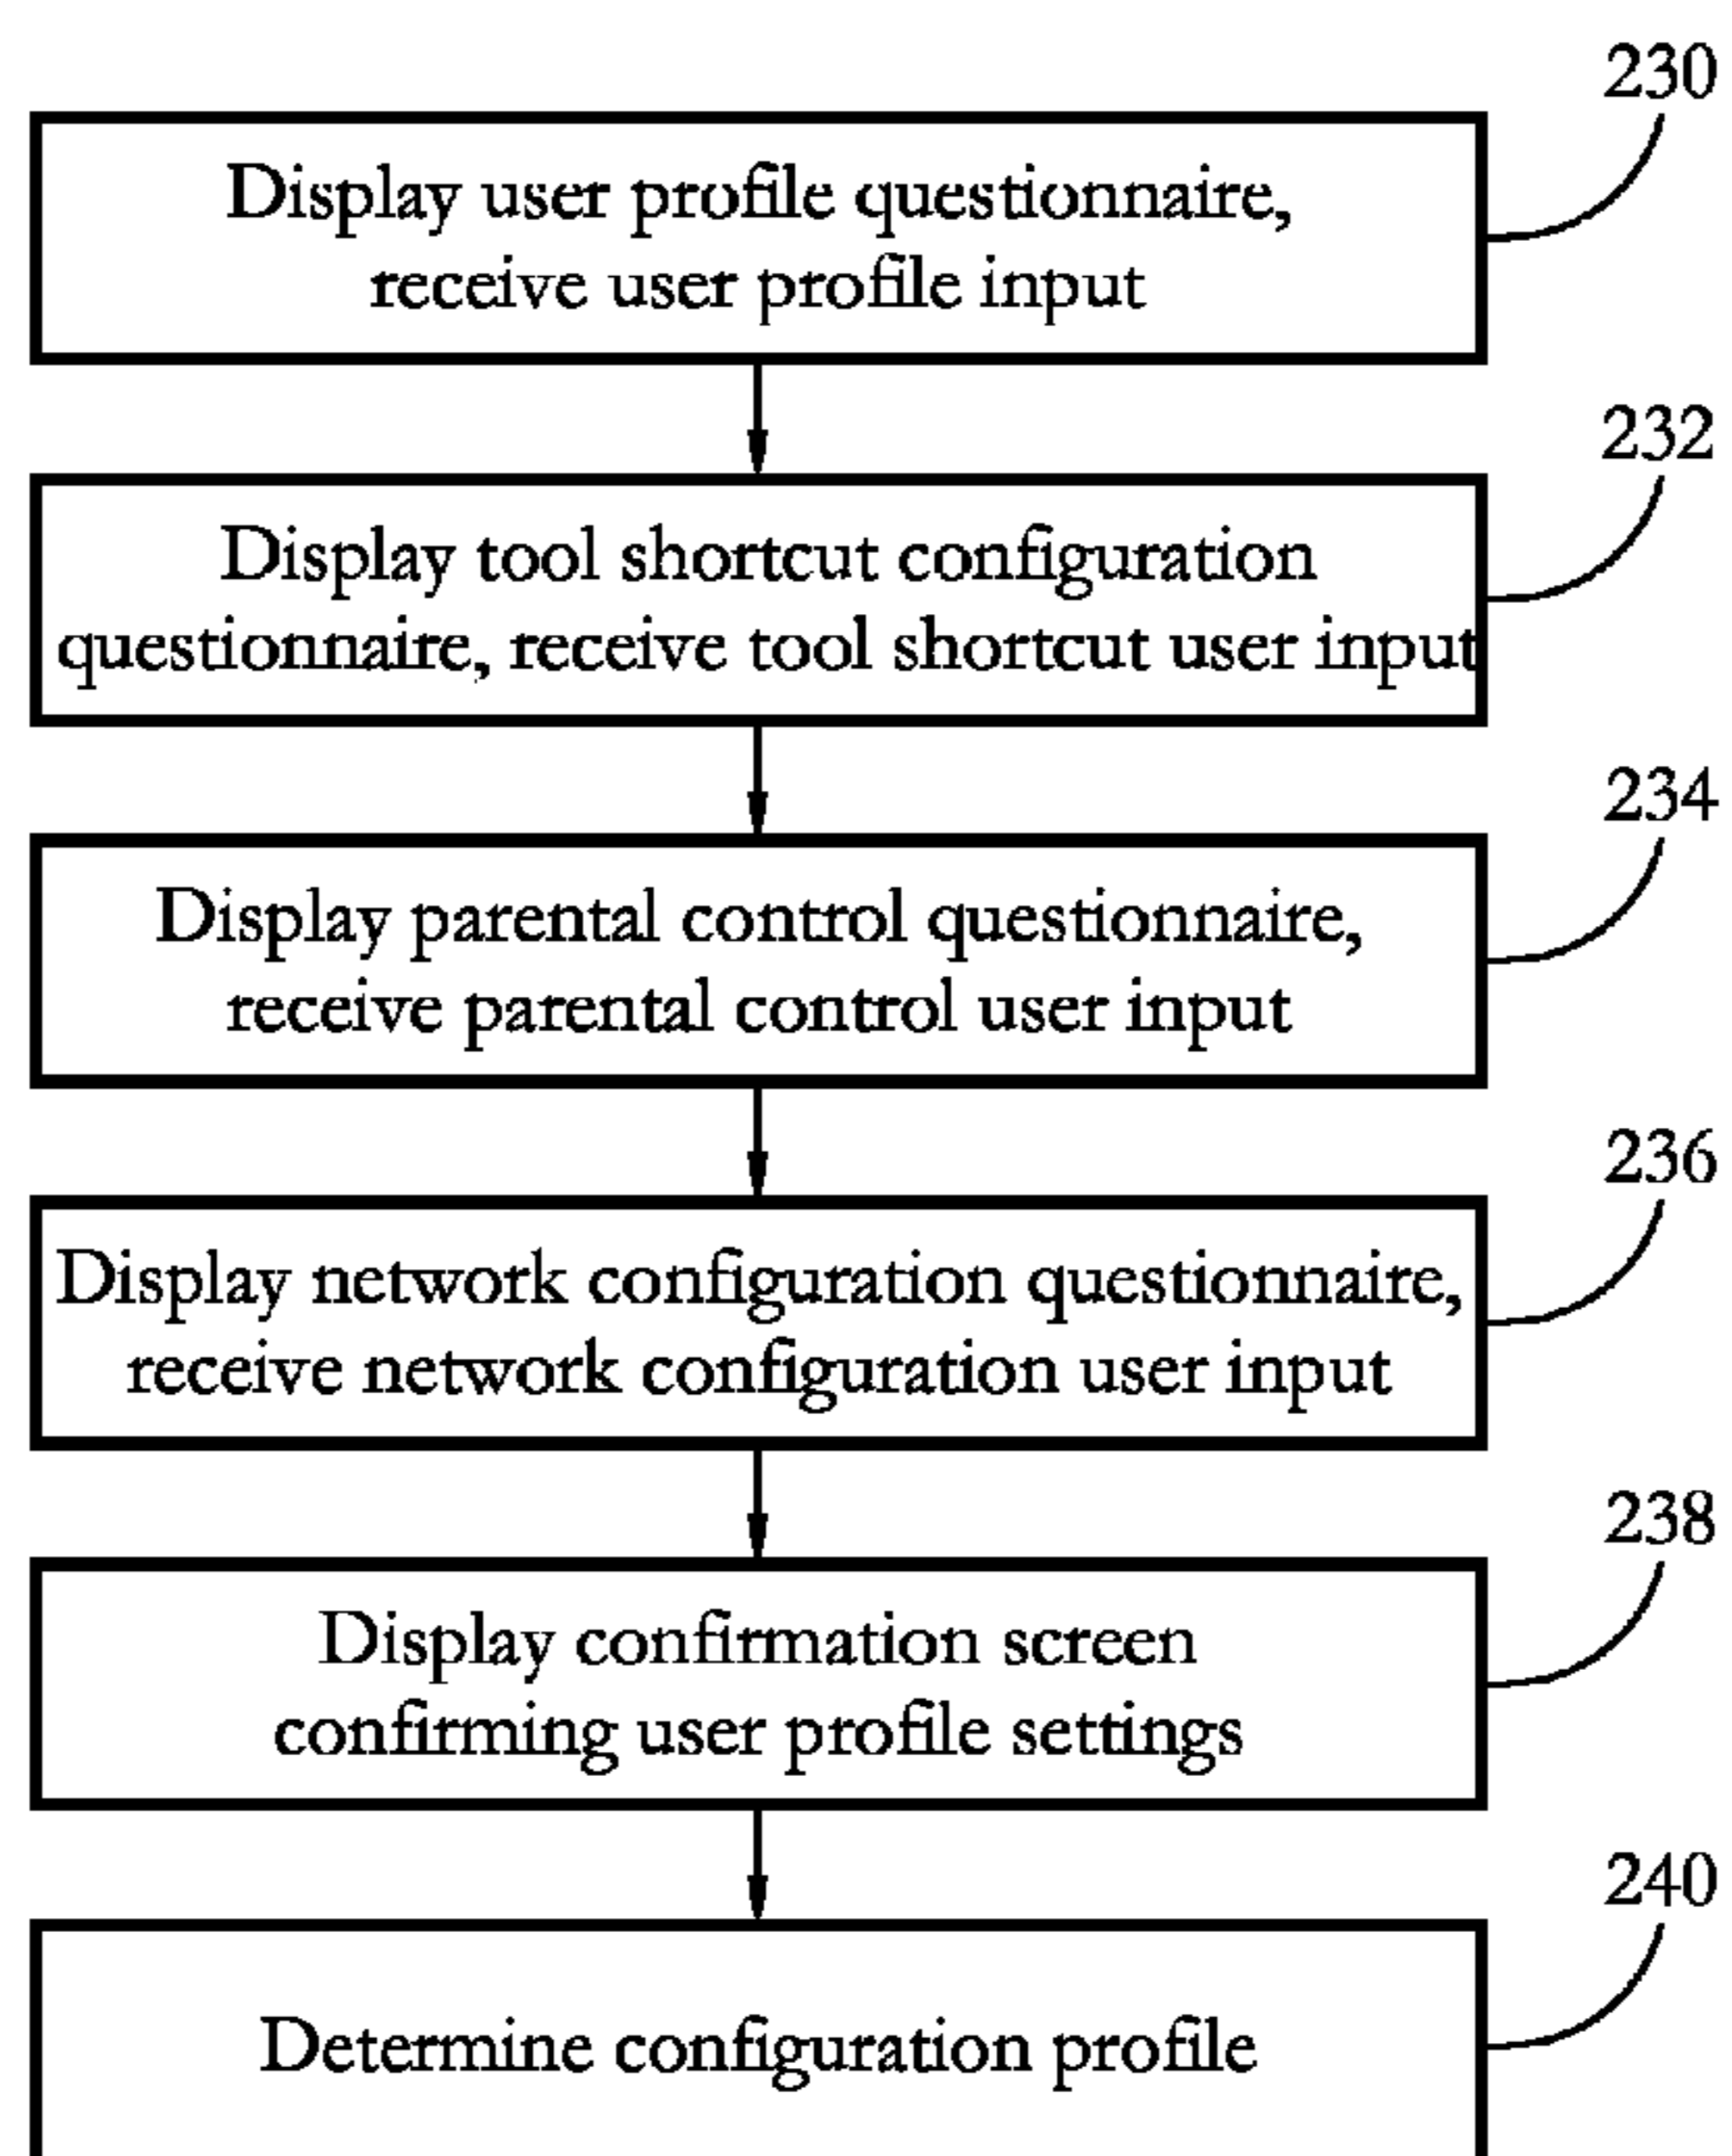 230
Display user profile questionnaire,
receive user profile input
232
Display tool shortcut configuration
questionnaire, receive tool shortcut user input
234
Display parental control questionnaire,
receive parental control user input
236
Display network configuration questionnaire,
receive network configuration user input
238
Display confirmation screen
confirming user profile settings
240
Determine configuration profile